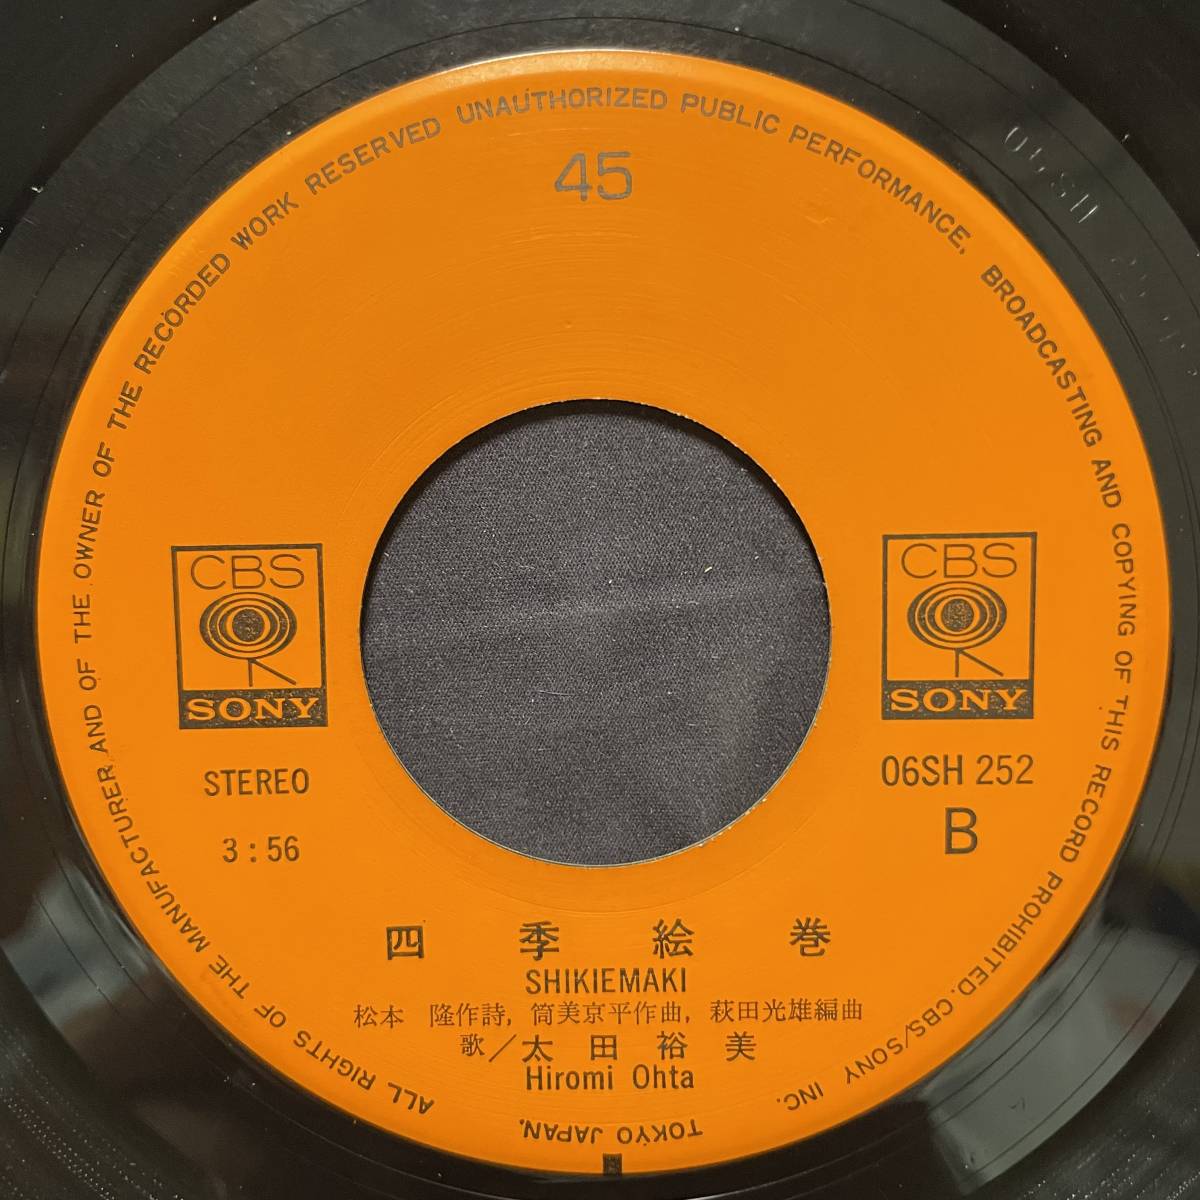 ALL RIGHTS OF THE MANUFACTURER AND OF THE OWNER OF THE RECORDED WORK RESERVED UNAUTHORIZED PUBLIC PERFORMANCE, BROADCASTING AND COPYING OF THIS RECORD PROHIBITED. CBS/SONY INC.
TOKYO JAPAN.
45
CBS
SONY
CBS
SONY
STEREO
3:56
06SH 252
B
四季絵巻
SHIKIEMAKI
松本 隆作詩, 筒美京平作曲, 萩田光雄編曲
歌／太田裕美
Hiromi Ohta